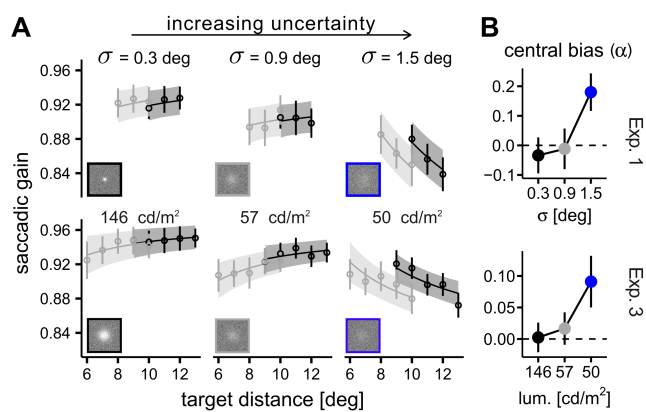 A
increasing uncertainty
σ = 0.3 deg
σ = 0.9 deg
σ = 1.5 deg
0.96
0.92
0.88
0.84
saccadic gain
146 cd/m²
57 cd/m²
50 cd/m²
0.96
0.92
0.88
0.84
6 8 10 12
6 8 10 12
6 8 10 12
target distance [deg]
B
central bias (α)
0.2
0.1
0.0
−0.1
0.3 0.9 1.5
σ [deg]
Exp. 1
0.10
0.05
0.00
146 57 50
lum. [cd/m²]
Exp. 3